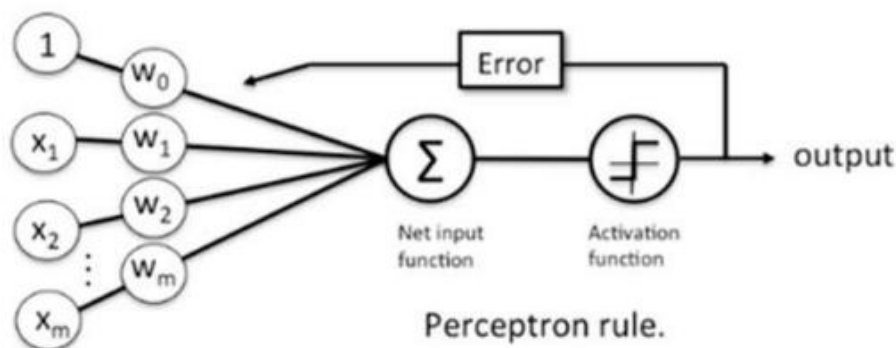 1
w₀
Error
x₁
w₁
Σ
output
x₂
w₂
Net input
function
Activation
function
⋮
wₘ
xₘ
Perceptron rule.